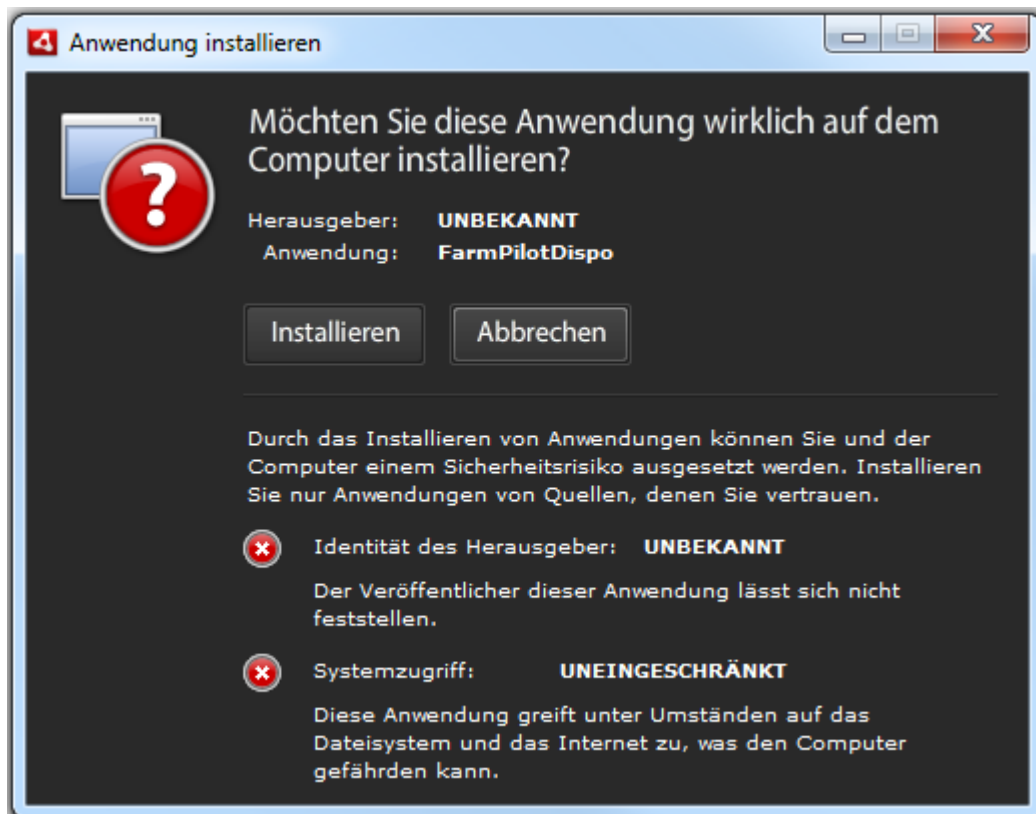 Anwendung installieren
Möchten Sie diese Anwendung wirklich auf dem
Computer installieren?
Herausgeber: UNBEKANNT
Anwendung: FarmPilotDispo
Installieren Abbrechen
Durch das Installieren von Anwendungen können Sie und der
Computer einem Sicherheitsrisiko ausgesetzt werden. Installieren
Sie nur Anwendungen von Quellen, denen Sie vertrauen.
Identität des Herausgeber: UNBEKANNT
Der Veröffentlicher dieser Anwendung lässt sich nicht
feststellen.
Systemzugriff: UNEINGESCHRÄNKT
Diese Anwendung greift unter Umständen auf das
Dateisystem und das Internet zu, was den Computer
gefährden kann.